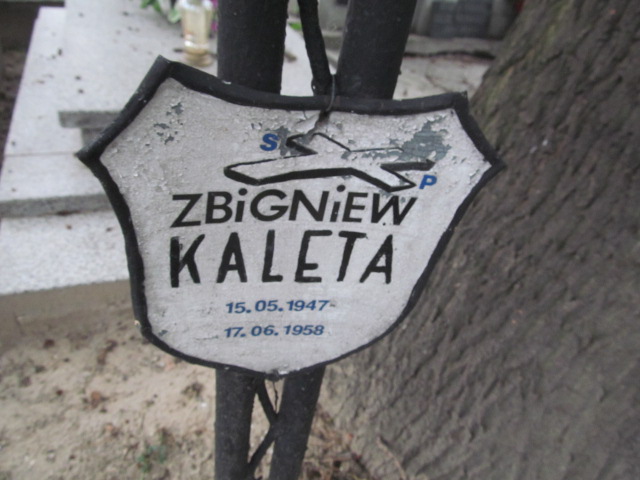 S P
ZBiGNiEW
KALETA
15.05.1947-
17.06.1958